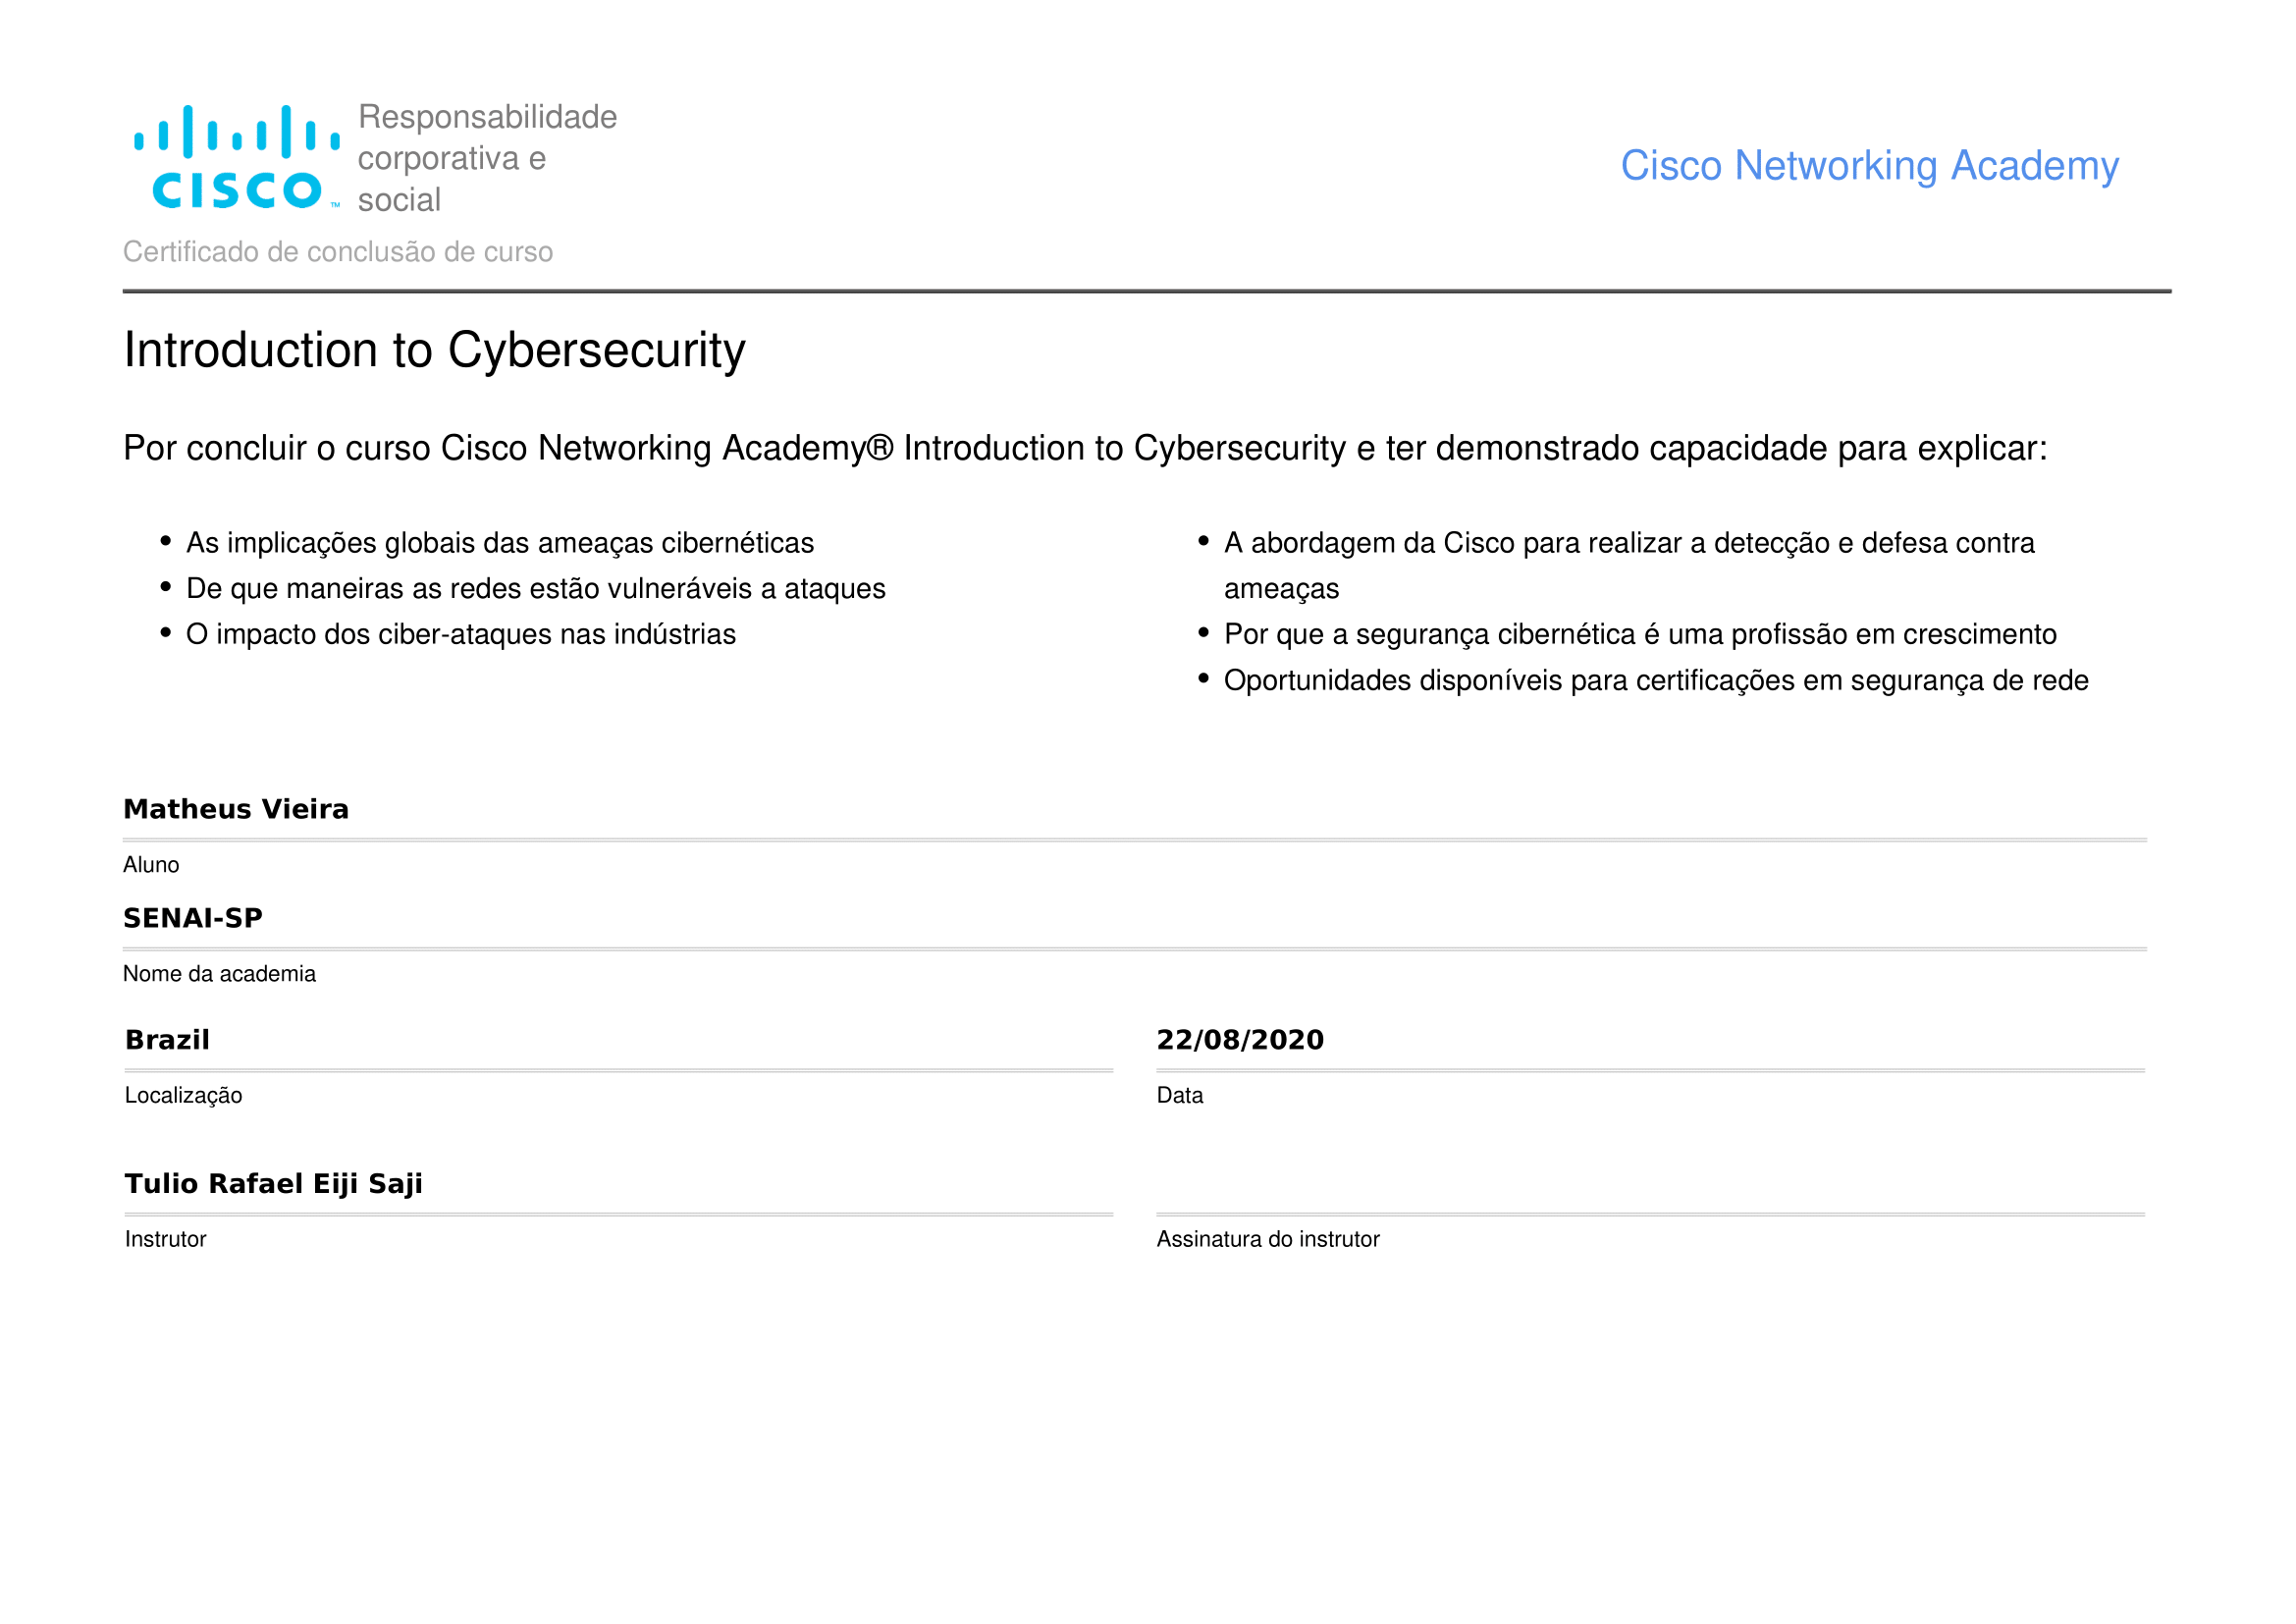 CISCO™
Responsabilidade
corporativa e
social
Cisco Networking Academy
Certificado de conclusão de curso
Introduction to Cybersecurity
Por concluir o curso Cisco Networking Academy® Introduction to Cybersecurity e ter demonstrado capacidade para explicar:
• As implicações globais das ameaças cibernéticas
• De que maneiras as redes estão vulneráveis a ataques
• O impacto dos ciber-ataques nas indústrias
• A abordagem da Cisco para realizar a detecção e defesa contra
ameaças
• Por que a segurança cibernética é uma profissão em crescimento
• Oportunidades disponíveis para certificações em segurança de rede
Matheus Vieira
Aluno
SENAI-SP
Nome da academia
Brazil
Localização
22/08/2020
Data
Tulio Rafael Eiji Saji
Instrutor
Assinatura do instrutor